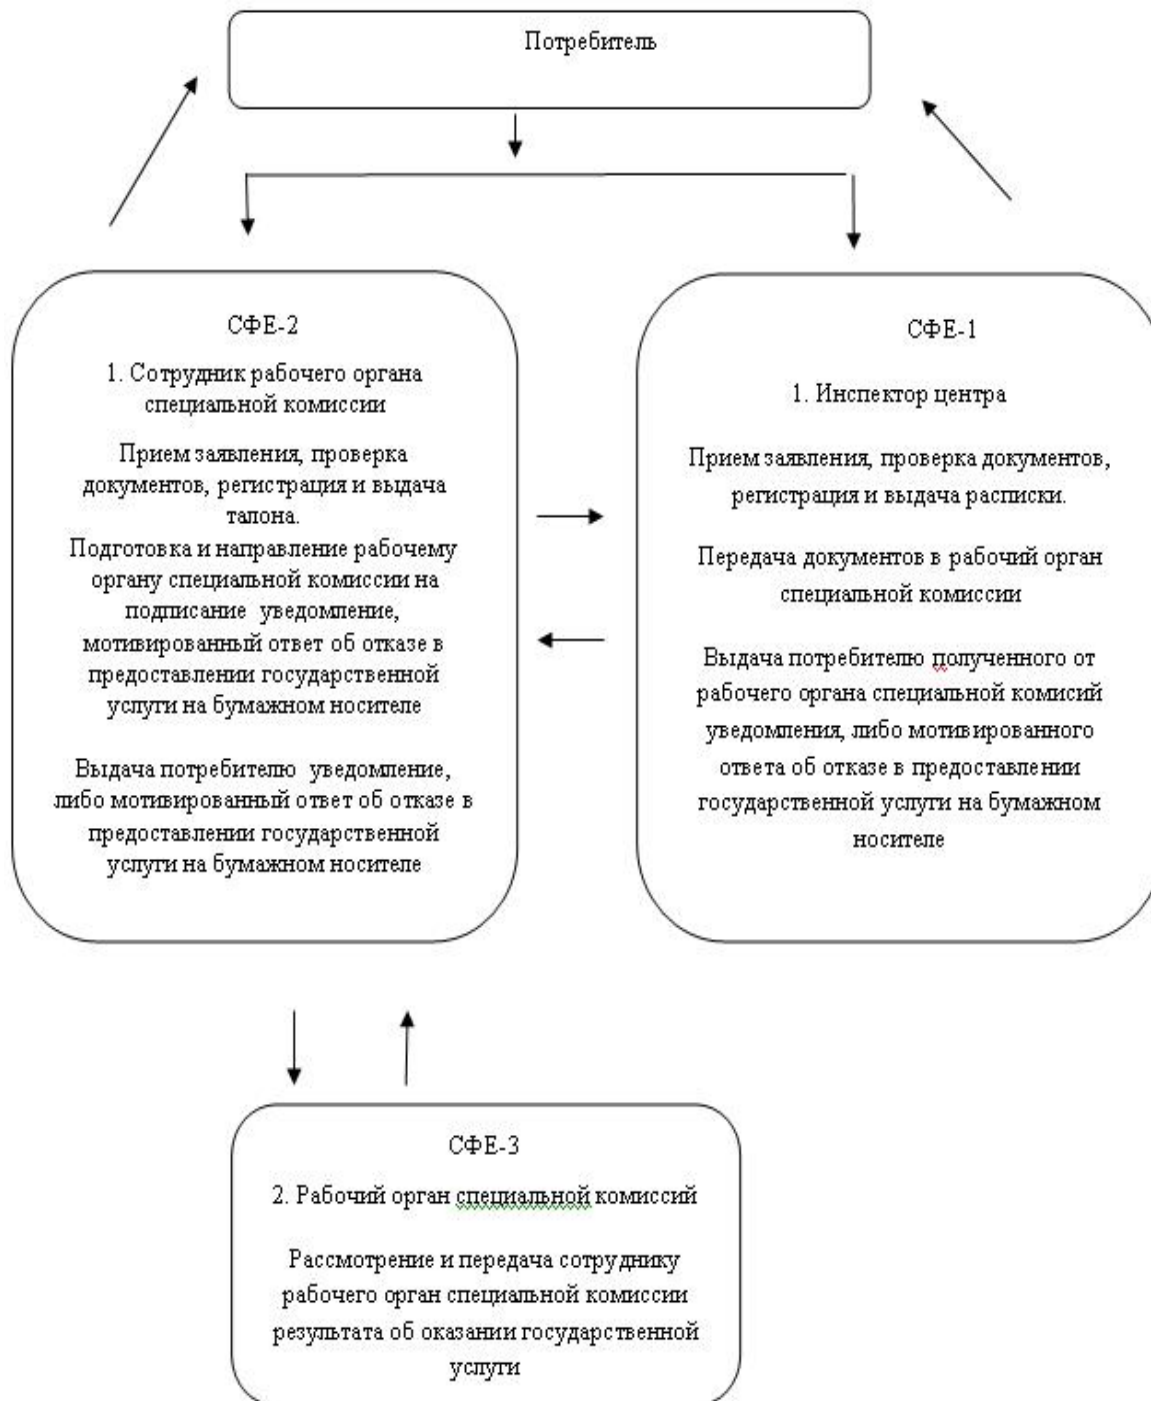 Потребитель
СФЕ-2
1. Сотрудник рабочего органа
специальной комиссии
Прием заявления, проверка
документов, регистрация и выдача
талона.
Подготовка и направление рабочему
органу специальной комиссии на
подписание уведомление,
мотивированный ответ об отказе в
предоставлении государственной
услуги на бумажном носителе
Выдача потребителю уведомление,
либо мотивированный ответ об отказе в
предоставлении государственной
услуги на бумажном носителе
СФЕ-1
1. Инспектор центра
Прием заявления, проверка документов,
регистрация и выдача расписки.
Передача документов в рабочий орган
специальной комиссии
Выдача потребителю полученного от
рабочего органа специальной комисий
уведомления, либо мотивированного
ответа об отказе в предоставлении
государственной услуги на бумажном
носителе
СФЕ-3
2. Рабочий орган специальной комиссий
Рассмотрение и передача сотруднику
рабочего орган специальной комиссии
результата об оказании государственной
услуги